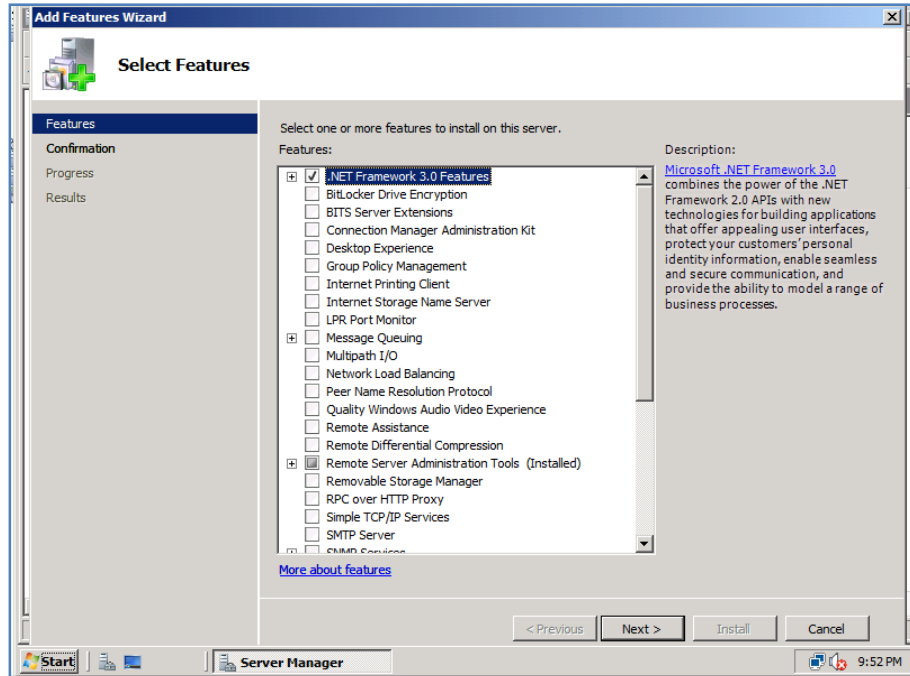 Add Features Wizard
Select Features
Features
Confirmation
Progress
Results
Select one or more features to install on this server.
Features:
.NET Framework 3.0 Features
BitLocker Drive Encryption
BITS Server Extensions
Connection Manager Administration Kit
Desktop Experience
Group Policy Management
Internet Printing Client
Internet Storage Name Server
LPR Port Monitor
Message Queuing
Multipath I/O
Network Load Balancing
Peer Name Resolution Protocol
Quality Windows Audio Video Experience
Remote Assistance
Remote Differential Compression
Remote Server Administration Tools (Installed)
Removable Storage Manager
RPC over HTTP Proxy
Simple TCP/IP Services
SMTP Server
SNMP Services
More about features
Description:
Microsoft .NET Framework 3.0
combines the power of the .NET
Framework 2.0 APIs with new
technologies for building applications
that offer appealing user interfaces,
protect your customers' personal
identity information, enable seamless
and secure communication, and
provide the ability to model a range of
business processes.
< Previous
Next >
Install
Cancel
Start
Server Manager
9:52 PM